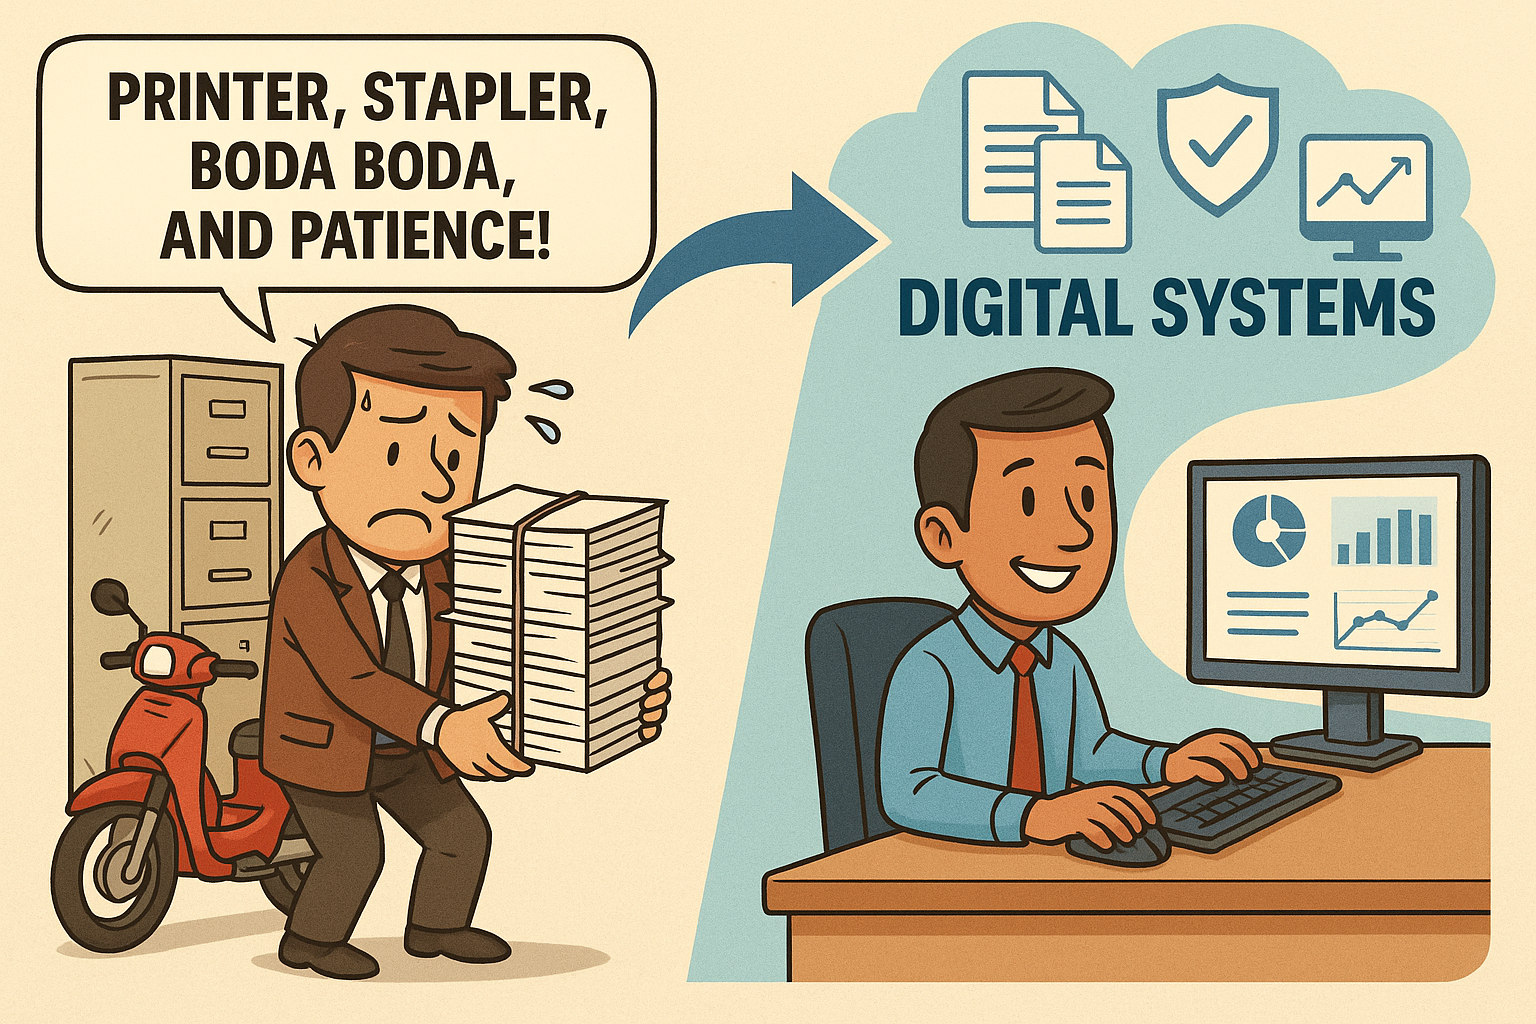 PRINTER, STAPLER,
BODA BODA,
AND PATIENCE!
DIGITAL SYSTEMS